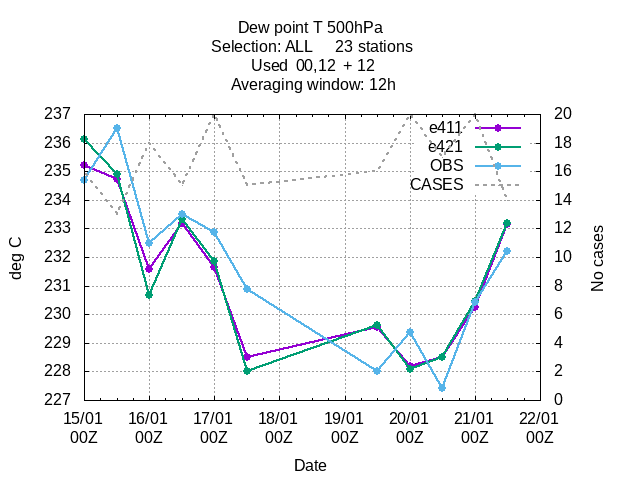 Dew point T 500hPa
Selection: ALL 23 stations
Used 00,12 + 12
Averaging window: 12h
237
236
235
234
233
232
231
230
229
228
227
deg C
20
18
16
14
12
10
8
6
4
2
0
No cases
e411
e421
OBS
CASES
15/01 16/01 17/01 18/01 19/01 20/01 21/01 22/01
00Z 00Z 00Z 00Z 00Z 00Z 00Z 00Z
Date